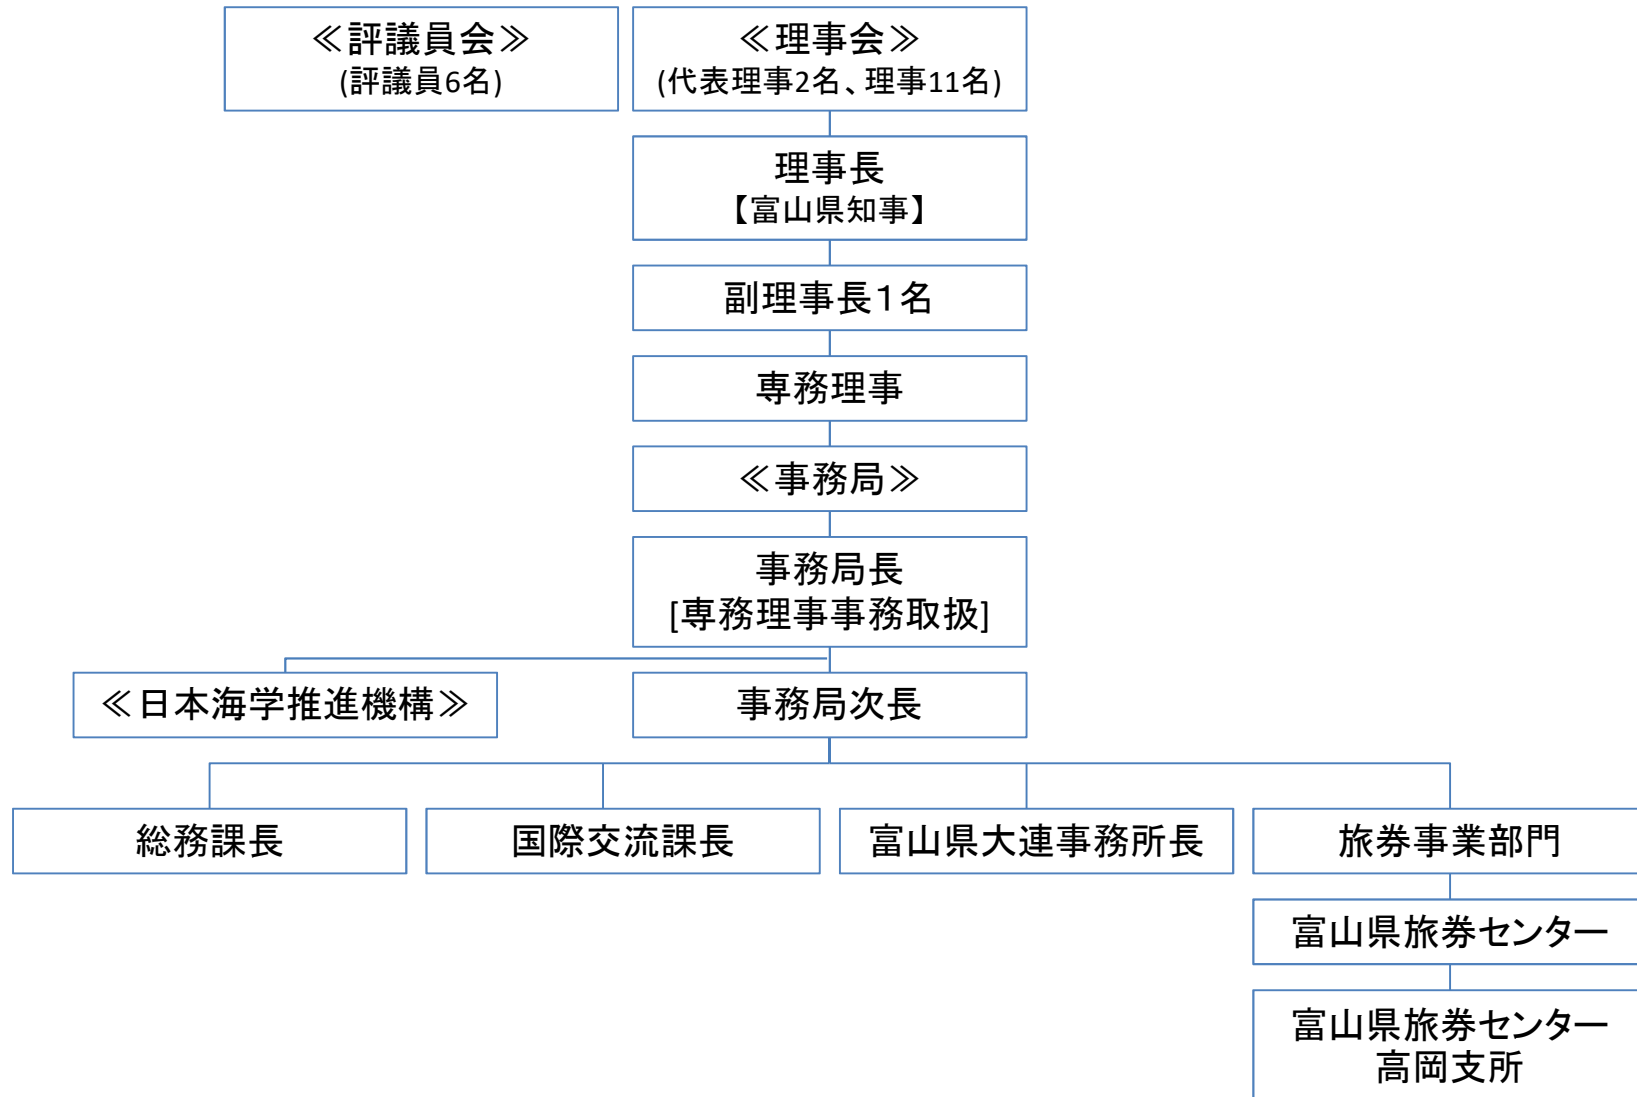 ≪評議員会≫
(評議員6名)
≪理事会≫
(代表理事2名、理事11名)
理事長
【富山県知事】
副理事長１名
専務理事
≪事務局≫
事務局長
[専務理事事務取扱]
≪日本海学推進機構≫
事務局次長
総務課長
国際交流課長
富山県大連事務所長
旅券事業部門
富山県旅券センター
富山県旅券センター
高岡支所